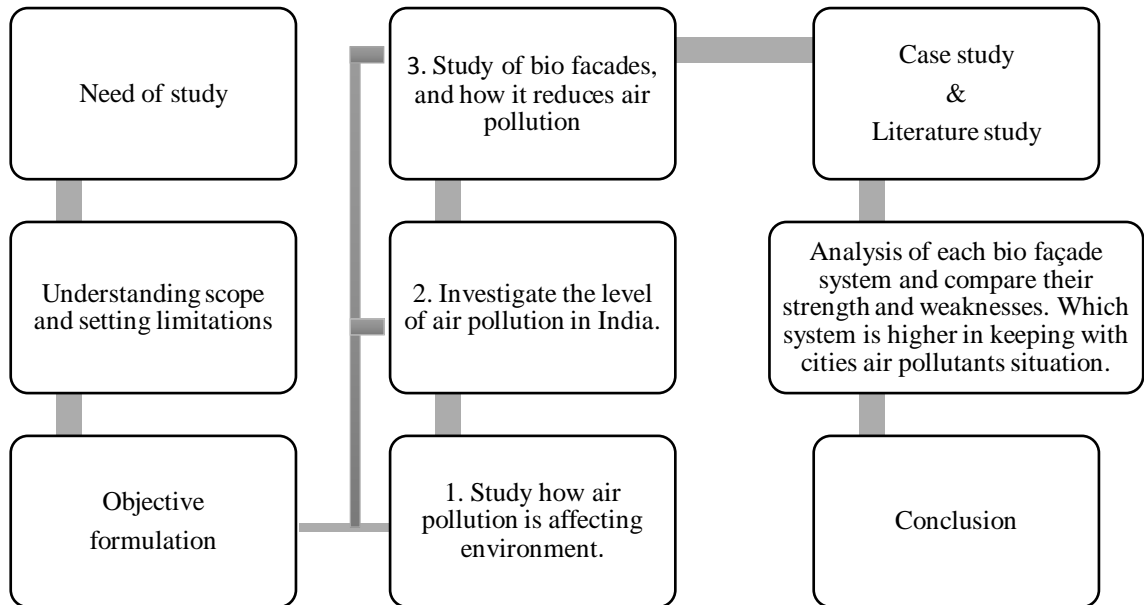 Need of study
Understanding scope
and setting limitations
Objective
formulation
3. Study of bio facades,
and how it reduces air
pollution
2. Investigate the level
of air pollution in India.
1. Study how air
pollution is affecting
environment.
Case study
&
Literature study
Analysis of each bio façade
system and compare their
strength and weaknesses. Which
system is higher in keeping with
cities air pollutants situation.
Conclusion